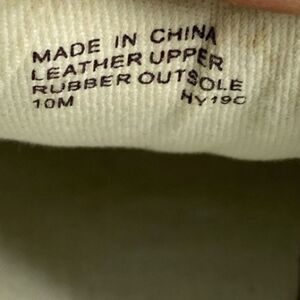 MADE IN CHINA
LEATHER UPPER
RUBBER OUTSOLE
10M HY19C